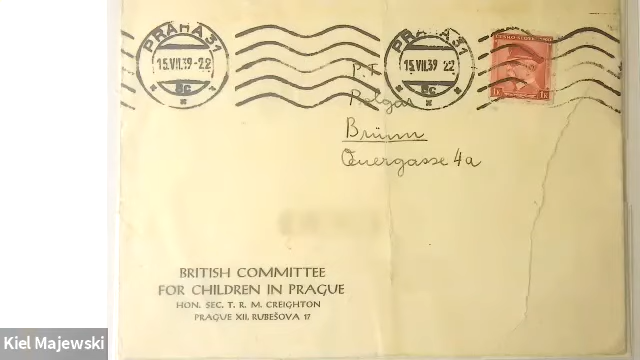 PRAHA 31
15.VII.39-22
8c
PRAHA 31
15.VII.39 22
8c
P.T.
Polgar
Brünn
Quergasse 4a
BRITISH COMMITTEE
FOR CHILDREN IN PRAGUE
HON. SEC. T. R. M. CREIGHTON
PRAGUE XII, RUBEŠOVA 17
Kiel Majewski